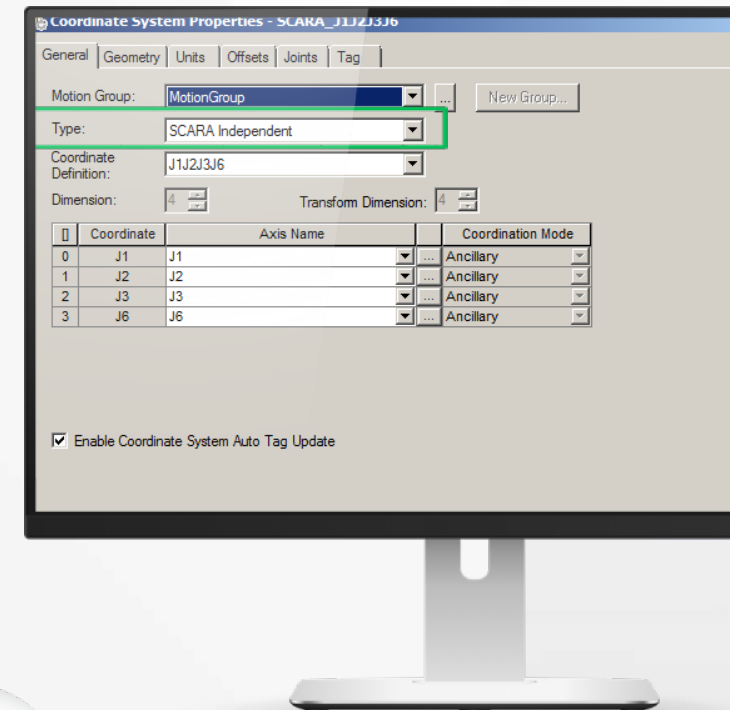 Coordinate System Properties - SCARA_J1J2J3J6
General Geometry Units Offsets Joints Tag
Motion Group: MotionGroup ... New Group...
Type: SCARA Independent
Coordinate Definition: J1J2J3J6
Dimension: 4 Transform Dimension: 4
[] Coordinate Axis Name Coordination Mode
0 J1 J1 ... Ancillary
1 J2 J2 ... Ancillary
2 J3 J3 ... Ancillary
3 J6 J6 ... Ancillary
Enable Coordinate System Auto Tag Update